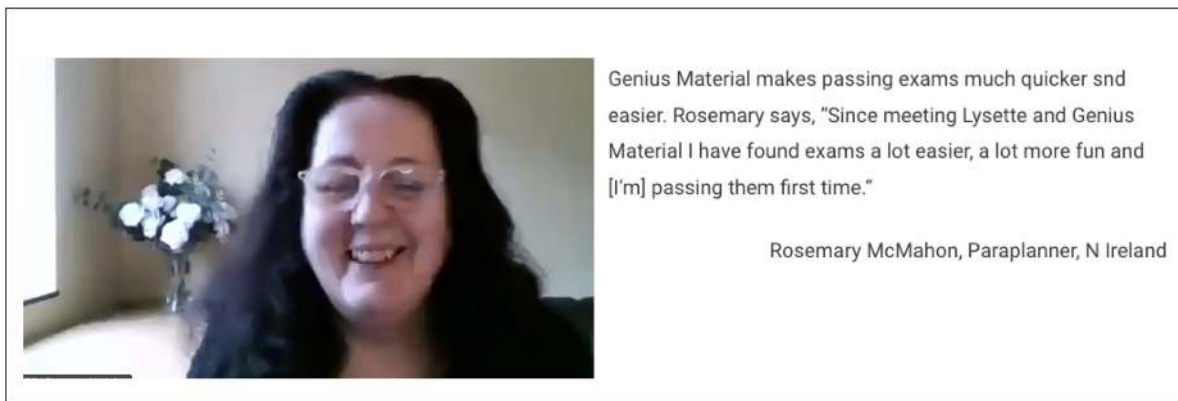 Genius Material makes passing exams much quicker snd
easier. Rosemary says, “Since meeting Lysette and Genius
Material I have found exams a lot easier, a lot more fun and
[I'm] passing them first time.”
Rosemary McMahon, Paraplanner, N Ireland